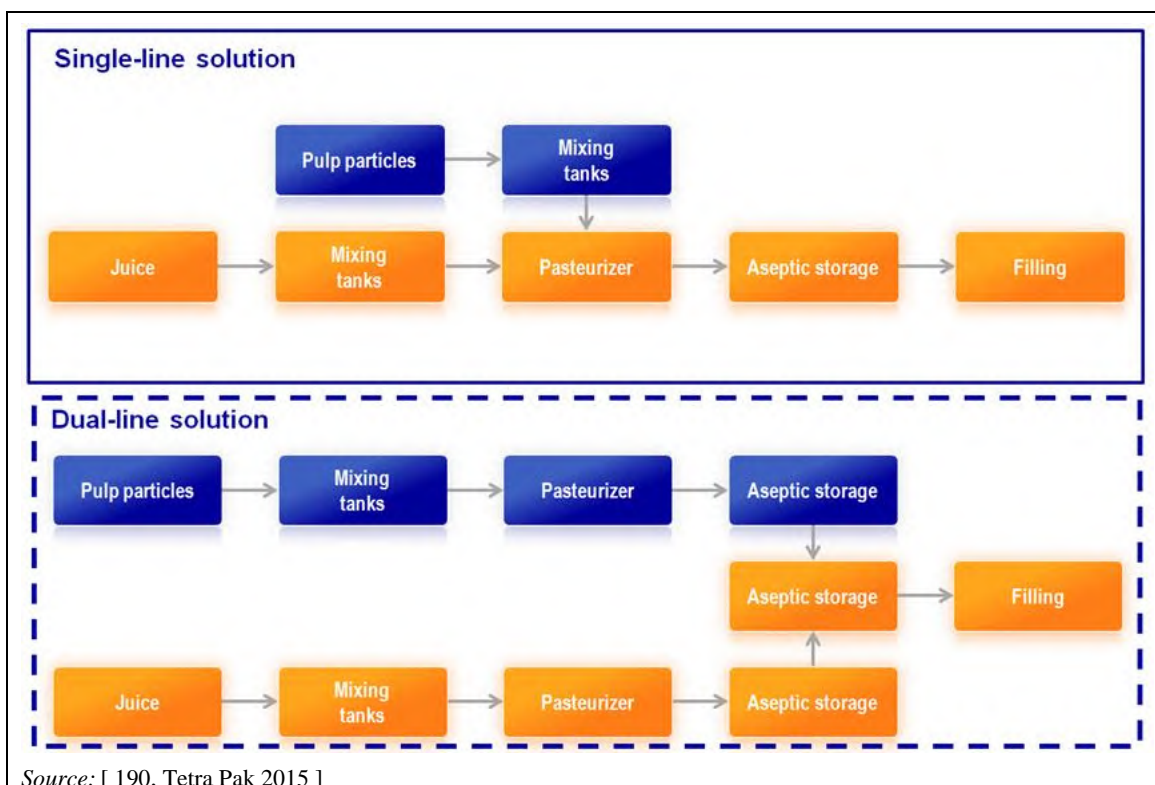 Single-line solution
Pulp particles
Mixing
tanks
Juice
Mixing
tanks
Pasteurizer
Aseptic storage
Filling
Dual-line solution
Pulp particles
Mixing
tanks
Pasteurizer
Aseptic storage
Aseptic storage
Filling
Juice
Mixing
tanks
Pasteurizer
Aseptic storage
Source: [ 190, Tetra Pak 2015 ]